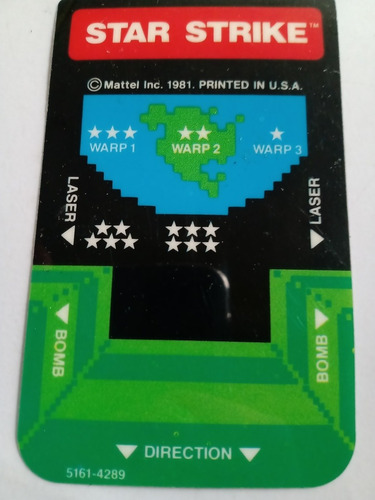 STAR STRIKE™
© Mattel Inc. 1981. PRINTED IN U.S.A.
WARP 1 WARP 2 WARP 3
LASER LASER
BOMB BOMB
DIRECTION
5161-4289